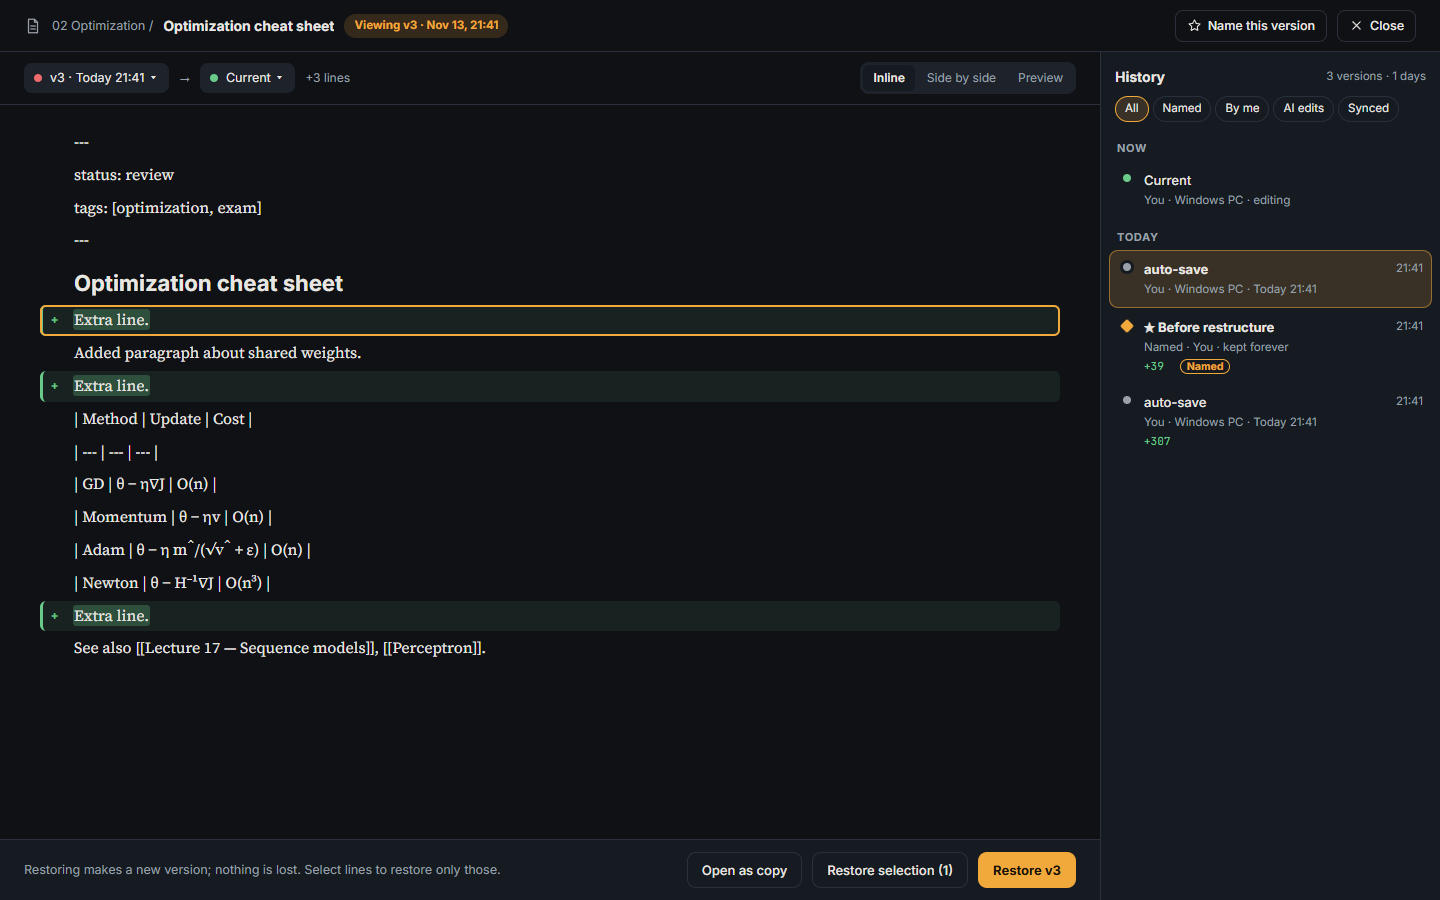 02 Optimization / Optimization cheat sheet Viewing v3 · Nov 13, 21:41
Name this version
Close
v3 · Today 21:41 → Current +3 lines
Inline Side by side Preview
---
status: review
tags: [optimization, exam]
---
Optimization cheat sheet
+ Extra line.
Added paragraph about shared weights.
+ Extra line.
| Method | Update | Cost |
| --- | --- | --- |
| GD | θ − η∇J | O(n) |
| Momentum | θ − ηv | O(n) |
| Adam | θ − η m̂/(√v̂ + ε) | O(n) |
| Newton | θ − H⁻¹∇J | O(n³) |
+ Extra line.
See also [[Lecture 17 — Sequence models]], [[Perceptron]].
Restoring makes a new version; nothing is lost. Select lines to restore only those.
Open as copy
Restore selection (1)
Restore v3
History 3 versions · 1 days
All Named By me AI edits Synced
NOW
Current
You · Windows PC · editing
TODAY
auto-save 21:41
You · Windows PC · Today 21:41
★ Before restructure 21:41
Named · You · kept forever
+39 Named
auto-save 21:41
You · Windows PC · Today 21:41
+307